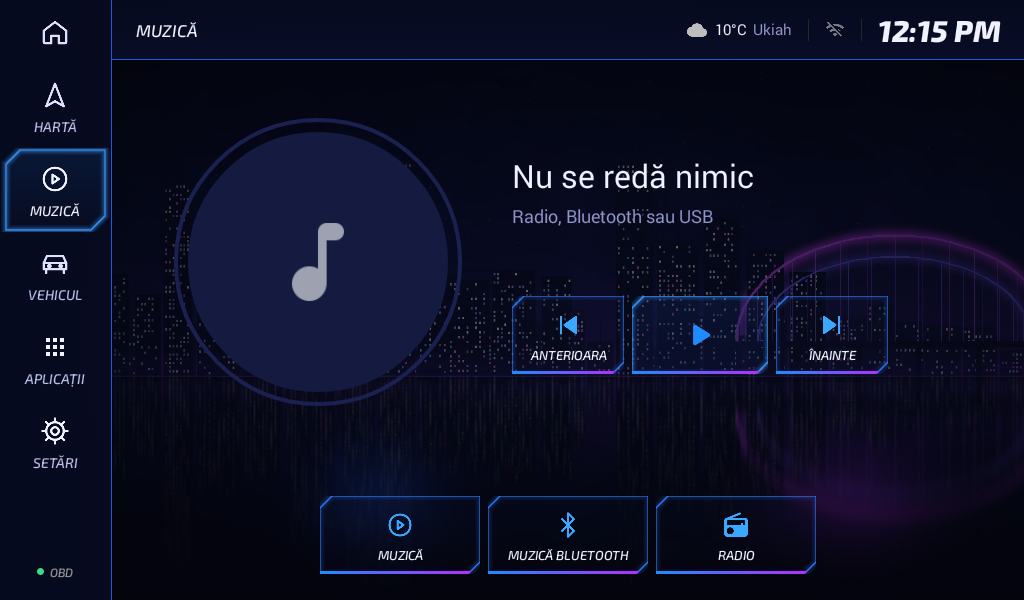 MUZICĂ
10°C Ukiah
12:15 PM
HARTĂ
MUZICĂ
VEHICUL
APLICAȚII
SETĂRI
OBD
Nu se redă nimic
Radio, Bluetooth sau USB
ANTERIOARA
ÎNAINTE
MUZICĂ
MUZICĂ BLUETOOTH
RADIO